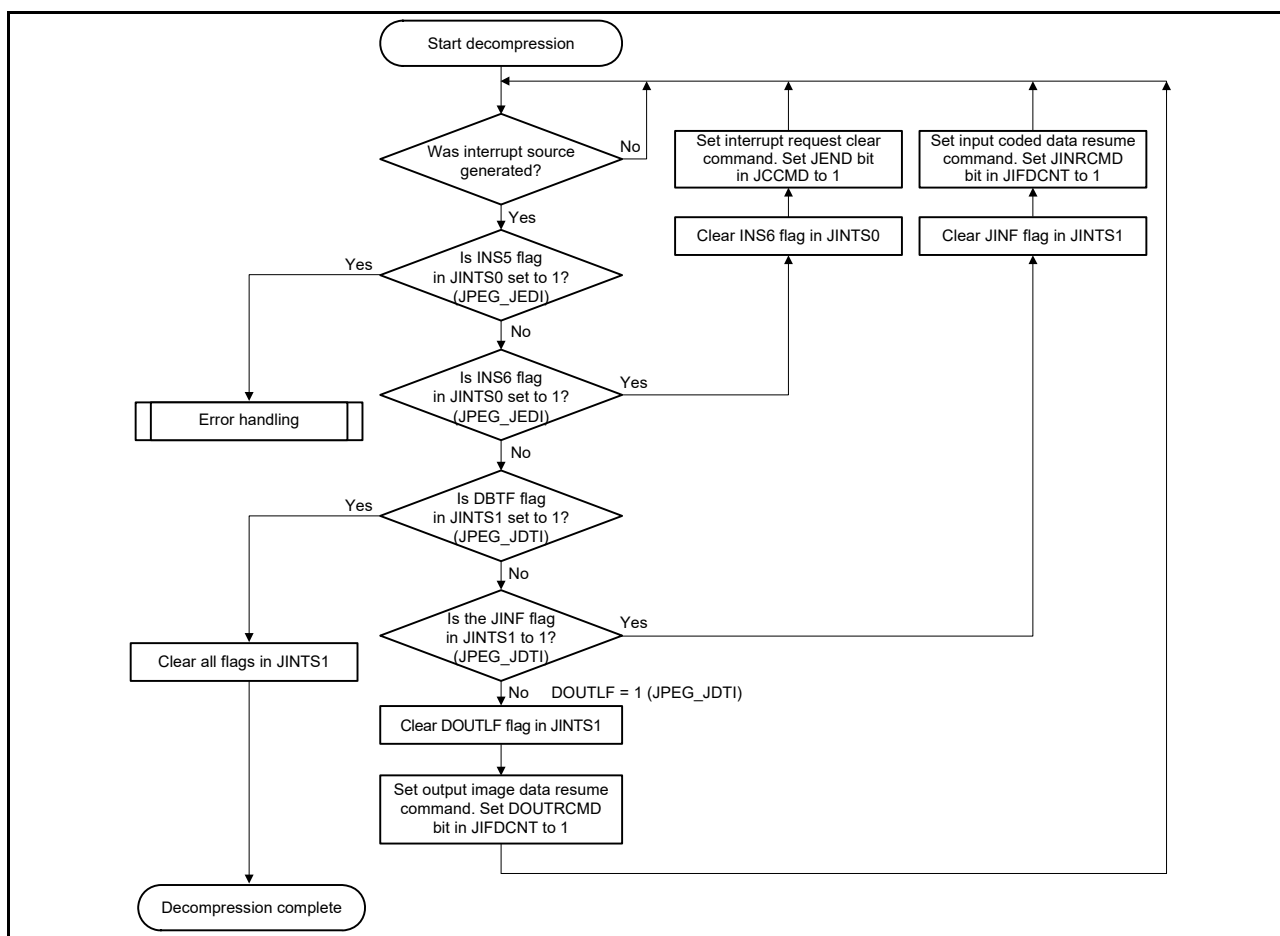 Start decompression
Was interrupt source
generated?
No
Set interrupt request clear
command. Set JEND bit
in JCCMD to 1
Set input coded data resume
command. Set JINRCMD
bit in JIFDCNT to 1
Yes
Clear INS6 flag in JINTS0
Clear JINF flag in JINTS1
Is INS5 flag
in JINTS0 set to 1?
(JPEG_JEDI)
Yes
No
Is INS6 flag
in JINTS0 set to 1?
(JPEG_JEDI)
Yes
Error handling
No
Is DBTF flag
in JINTS1 set to 1?
(JPEG_JDTI)
Yes
No
Is the JINF flag
in JINTS1 to 1?
(JPEG_JDTI)
Yes
Clear all flags in JINTS1
No DOUTLF = 1 (JPEG_JDTI)
Clear DOUTLF flag in JINTS1
Set output image data resume
command. Set DOUTRCMD
bit in JIFDCNT to 1
Decompression complete